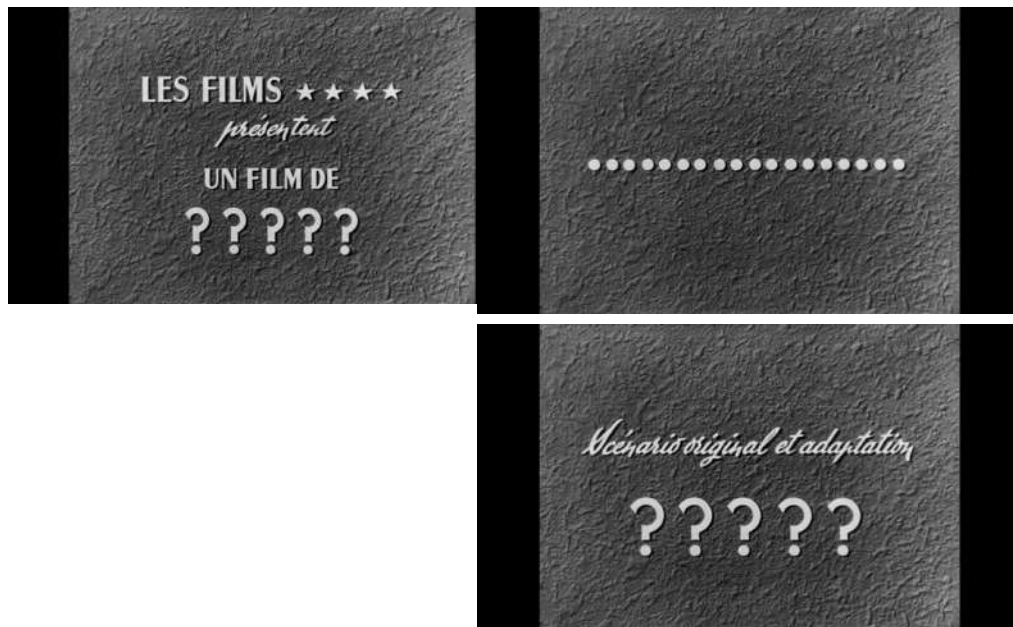 LES FILMS ★ ★ ★ ★
présentent
UN FILM DE
? ? ? ? ?
● ● ● ● ● ● ● ● ● ● ● ● ● ● ● ● ● ●
Scénario original et adaptation
? ? ? ? ?